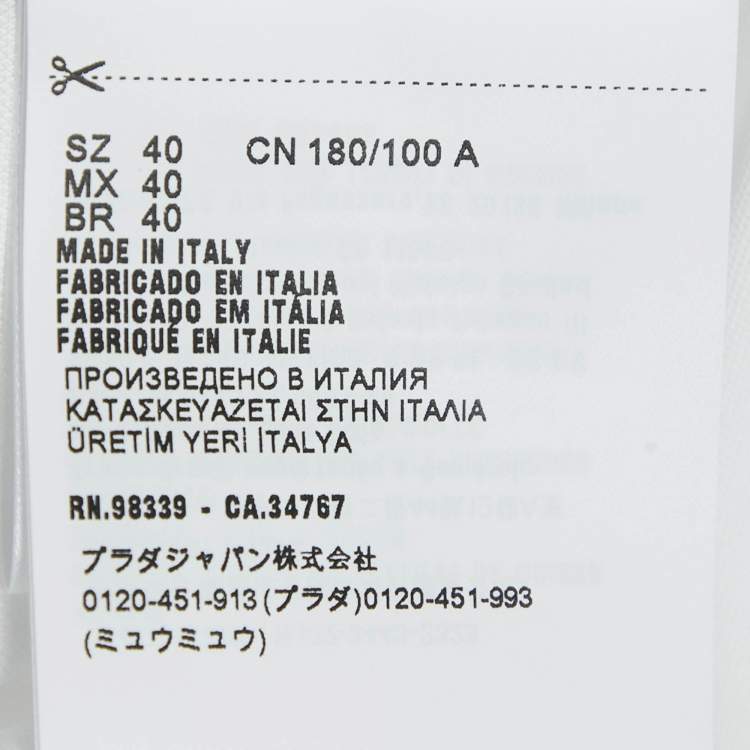 SZ 40 CN 180/100 A
MX 40
BR 40
MADE IN ITALY
FABRICADO EN ITALIA
FABRICADO EM ITÁLIA
FABRIQUÉ EN ITALIE
ПРОИЗВЕДЕНО В ИТАЛИЯ
ΚΑΤΑΣΚΕΥΑΖΕΤΑΙ ΣΤΗΝ ΙΤΑΛΙΑ
ÜRETİM YERİ İTALYA
RN.98339 - CA.34767
プラダジャパン株式会社
0120-451-913(プラダ)0120-451-993
(ミュウミュウ)